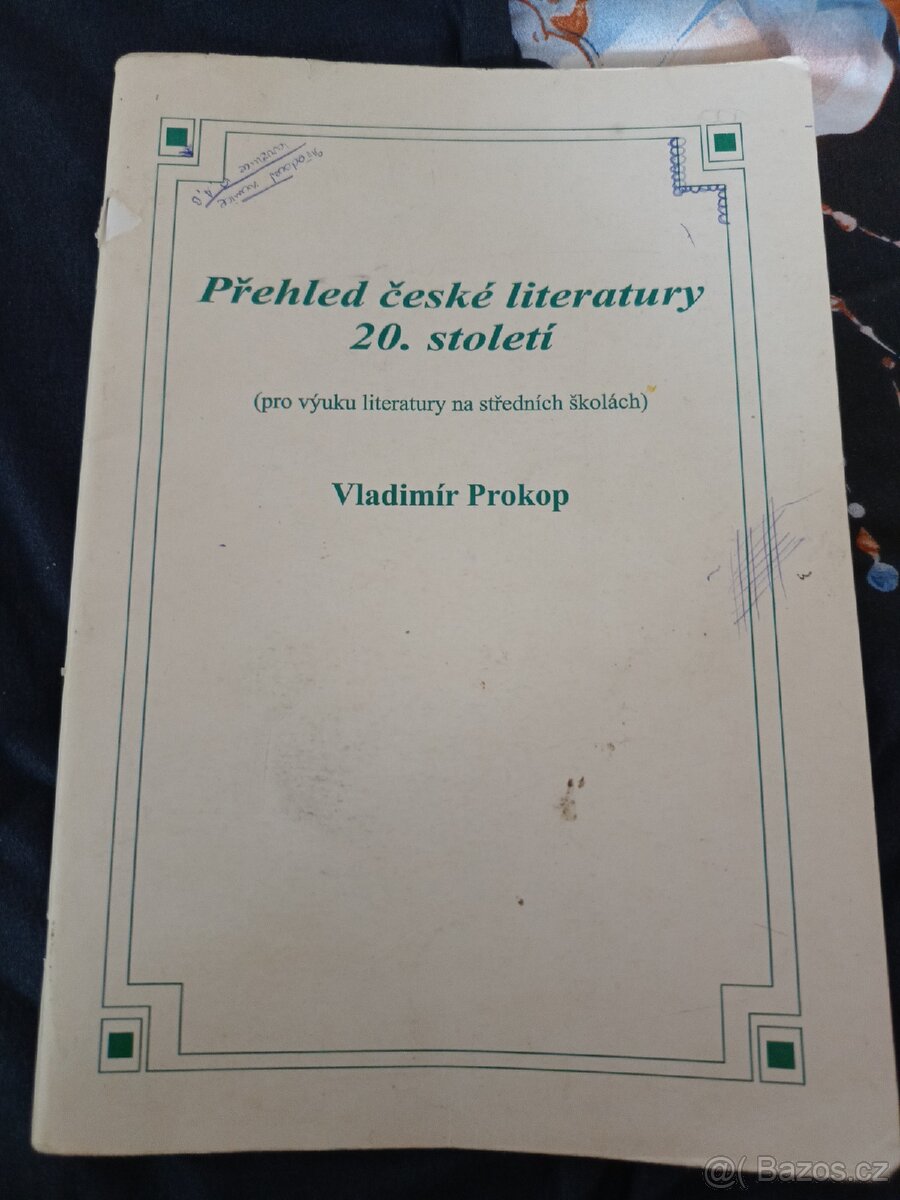 Přehled české literatury
20. století
(pro výuku literatury na středních školách)
Vladimír Prokop
@( Bazos.cz